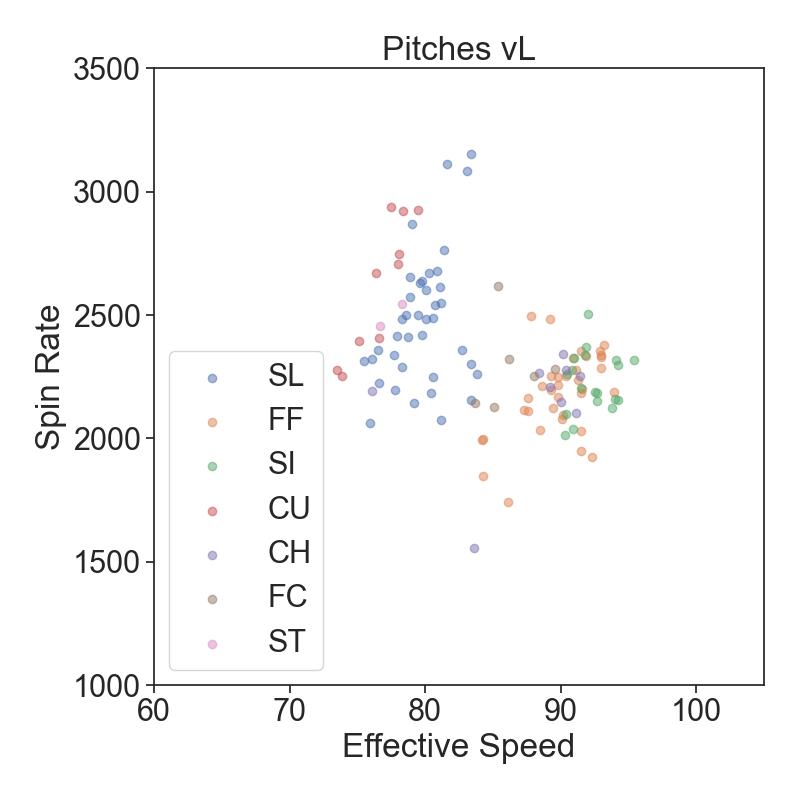 Pitches vL
3500
3000
2500
2000
1500
1000
Spin Rate
SL
FF
SI
CU
CH
FC
ST
60 70 80 90 100
Effective Speed